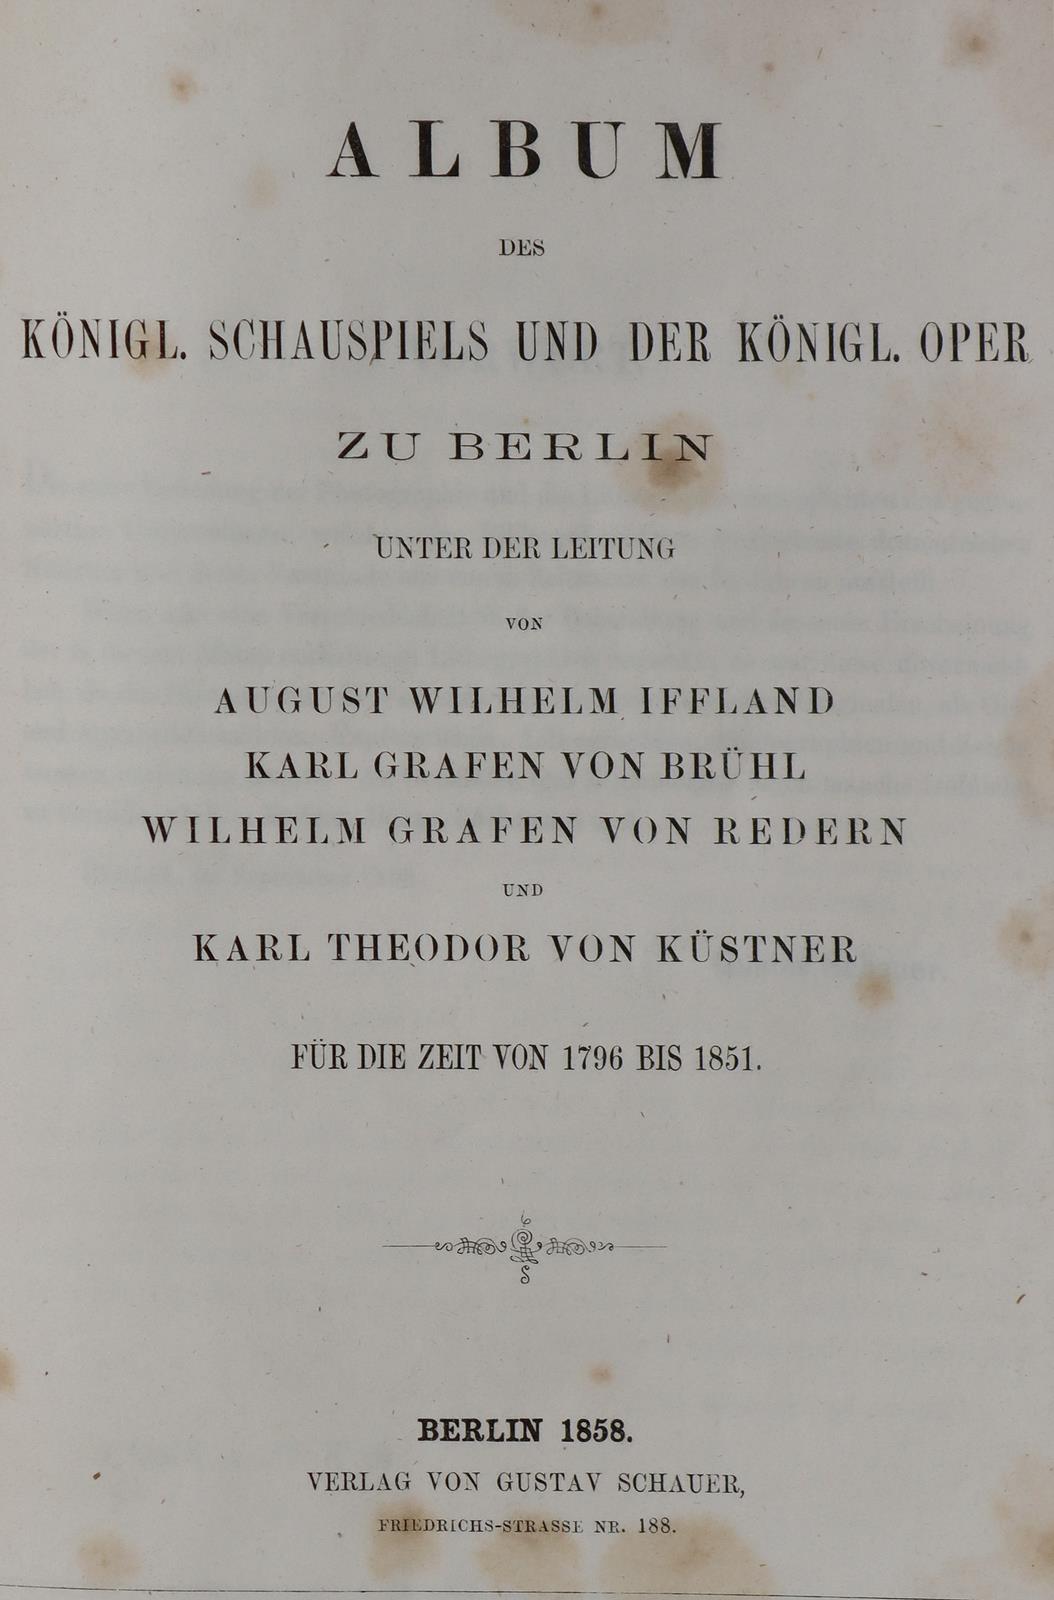 ALBUM
DES
KÖNIGL. SCHAUSPIELS UND DER KÖNIGL. OPER
ZU BERLIN
UNTER DER LEITUNG
VON
AUGUST WILHELM IFFLAND
KARL GRAFEN VON BRÜHL
WILHELM GRAFEN VON REDERN
UND
KARL THEODOR VON KÜSTNER
FÜR DIE ZEIT VON 1796 BIS 1851.
BERLIN 1858.
VERLAG VON GUSTAV SCHAUER,
FRIEDRICHS-STRASSE NR. 188.